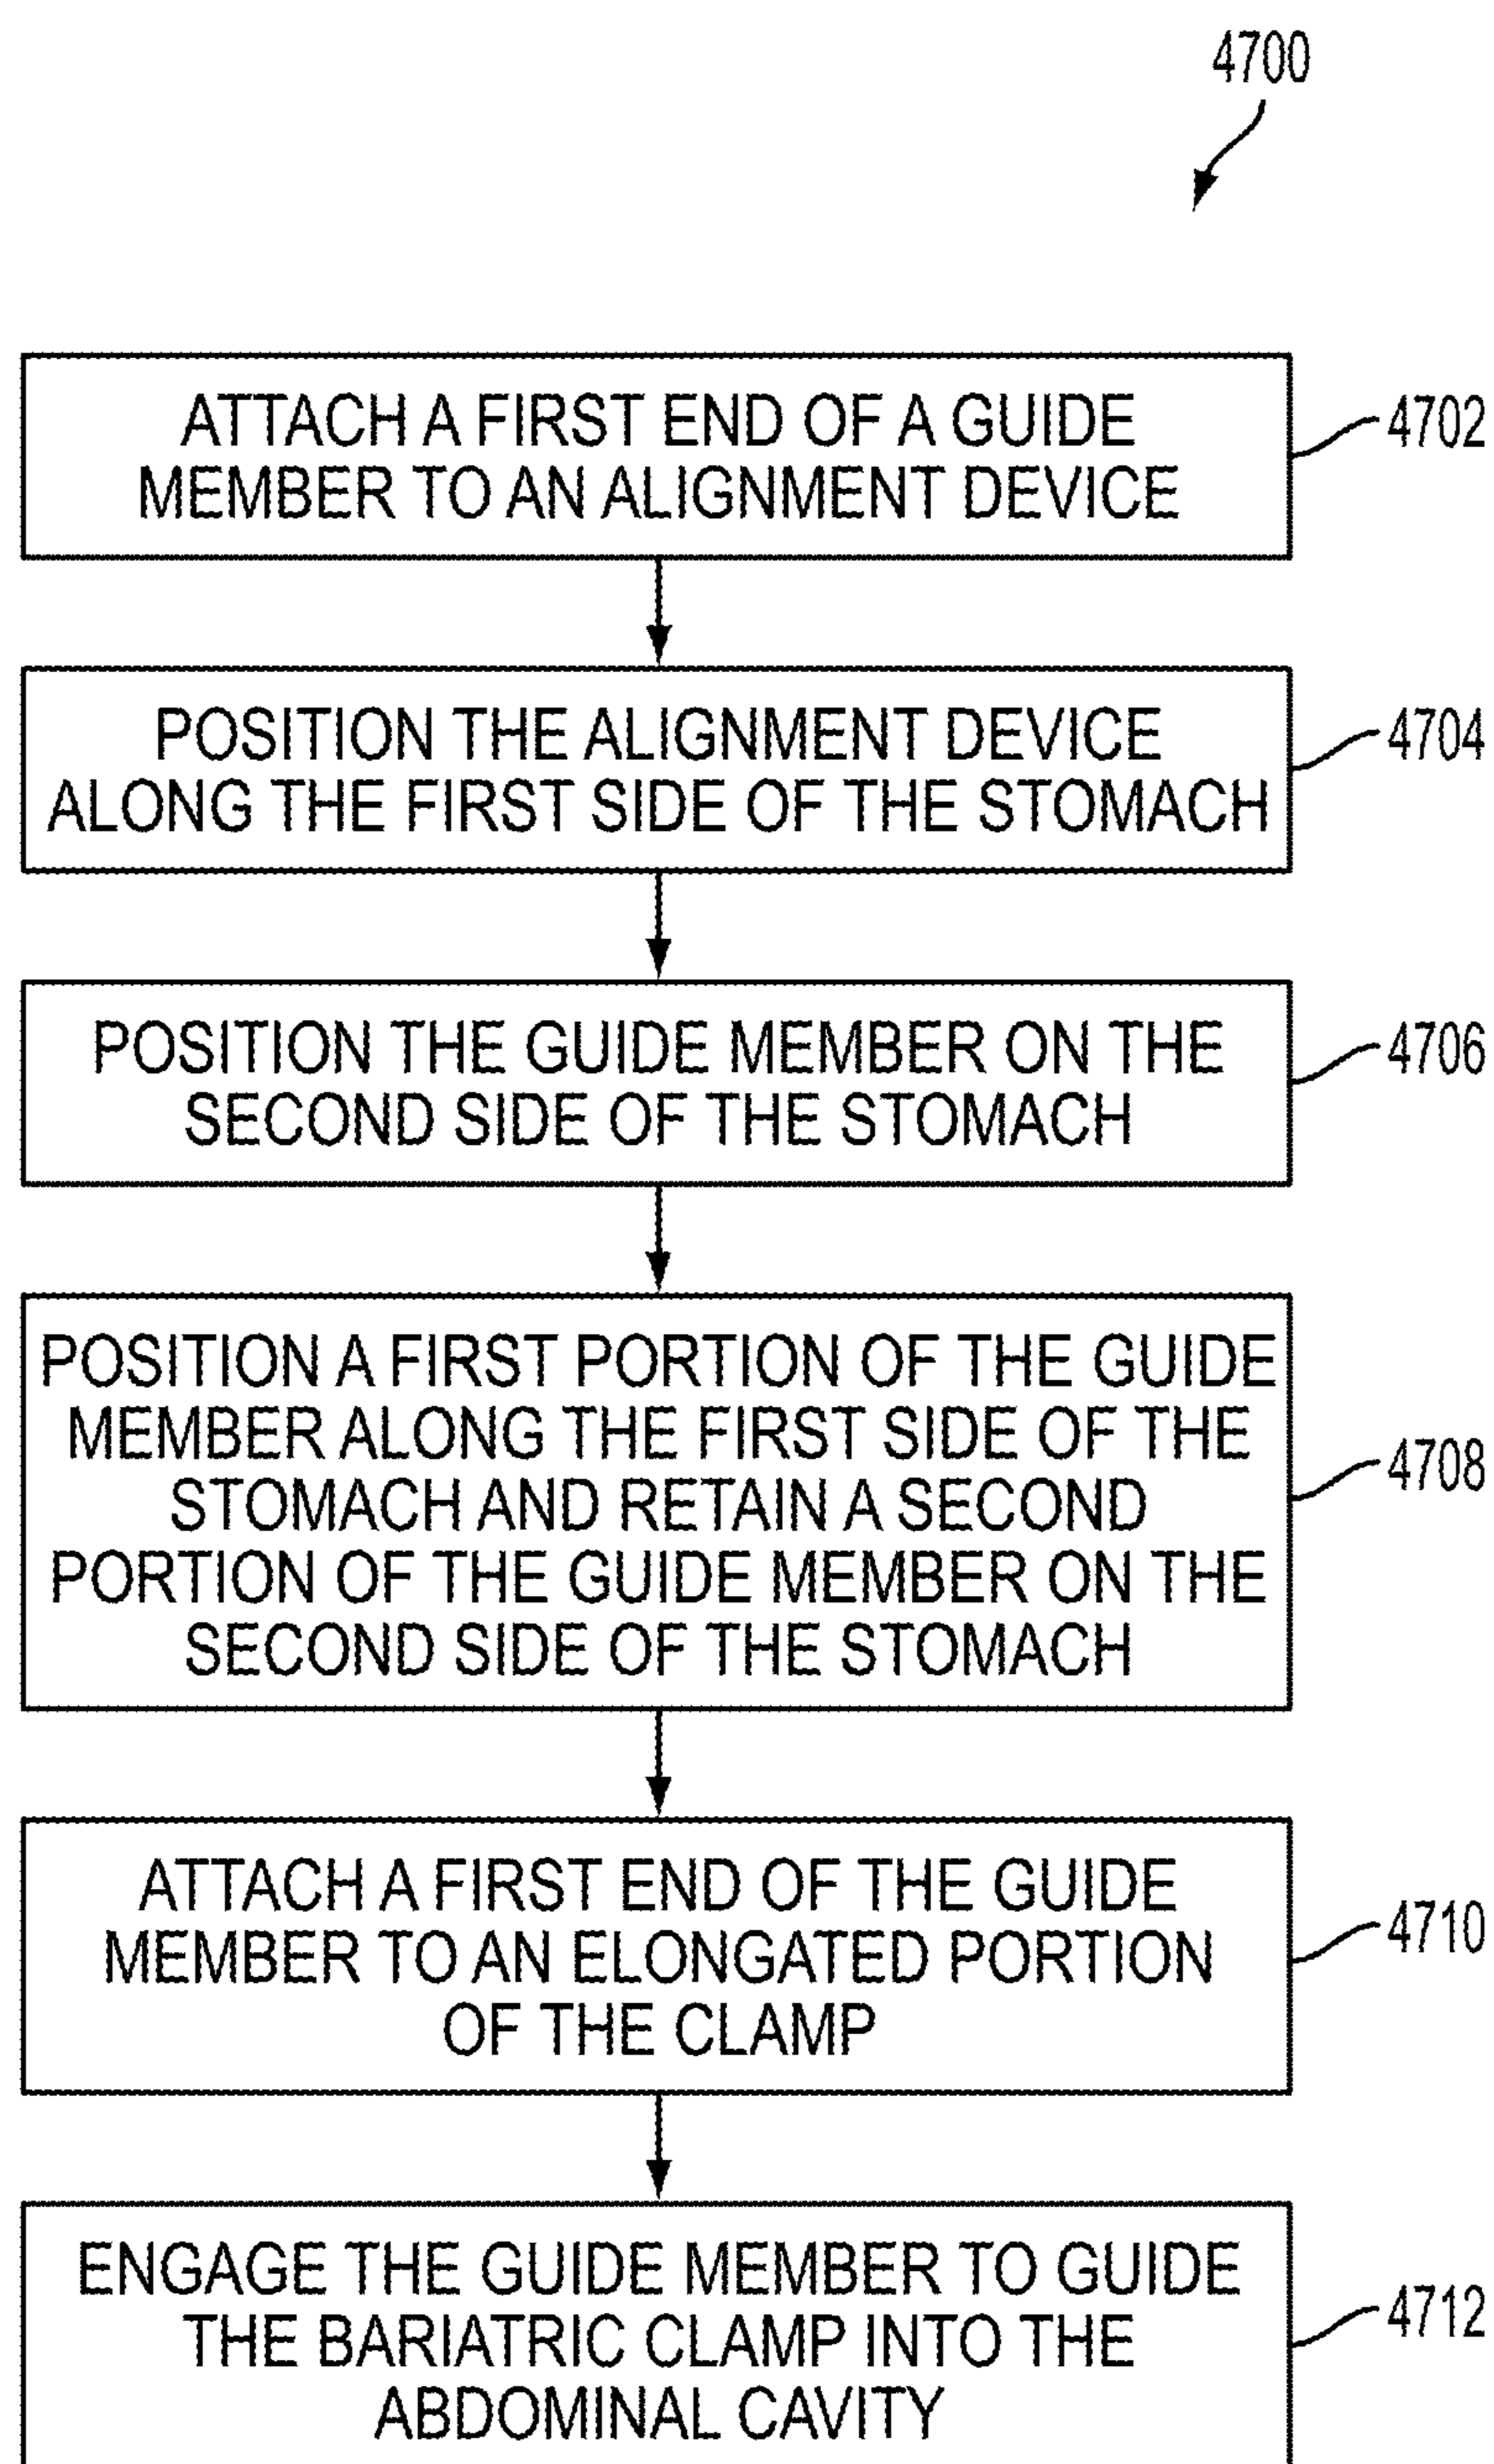 4700
ATTACH A FIRST END OF A GUIDE
MEMBER TO AN ALIGNMENT DEVICE
4702
POSITION THE ALIGNMENT DEVICE
ALONG THE FIRST SIDE OF THE STOMACH
4704
POSITION THE GUIDE MEMBER ON THE
SECOND SIDE OF THE STOMACH
4706
POSITION A FIRST PORTION OF THE GUIDE
MEMBER ALONG THE FIRST SIDE OF THE
STOMACH AND RETAIN A SECOND
PORTION OF THE GUIDE MEMBER ON THE
SECOND SIDE OF THE STOMACH
4708
ATTACH A FIRST END OF THE GUIDE
MEMBER TO AN ELONGATED PORTION
OF THE CLAMP
4710
ENGAGE THE GUIDE MEMBER TO GUIDE
THE BARIATRIC CLAMP INTO THE
ABDOMINAL CAVITY
4712